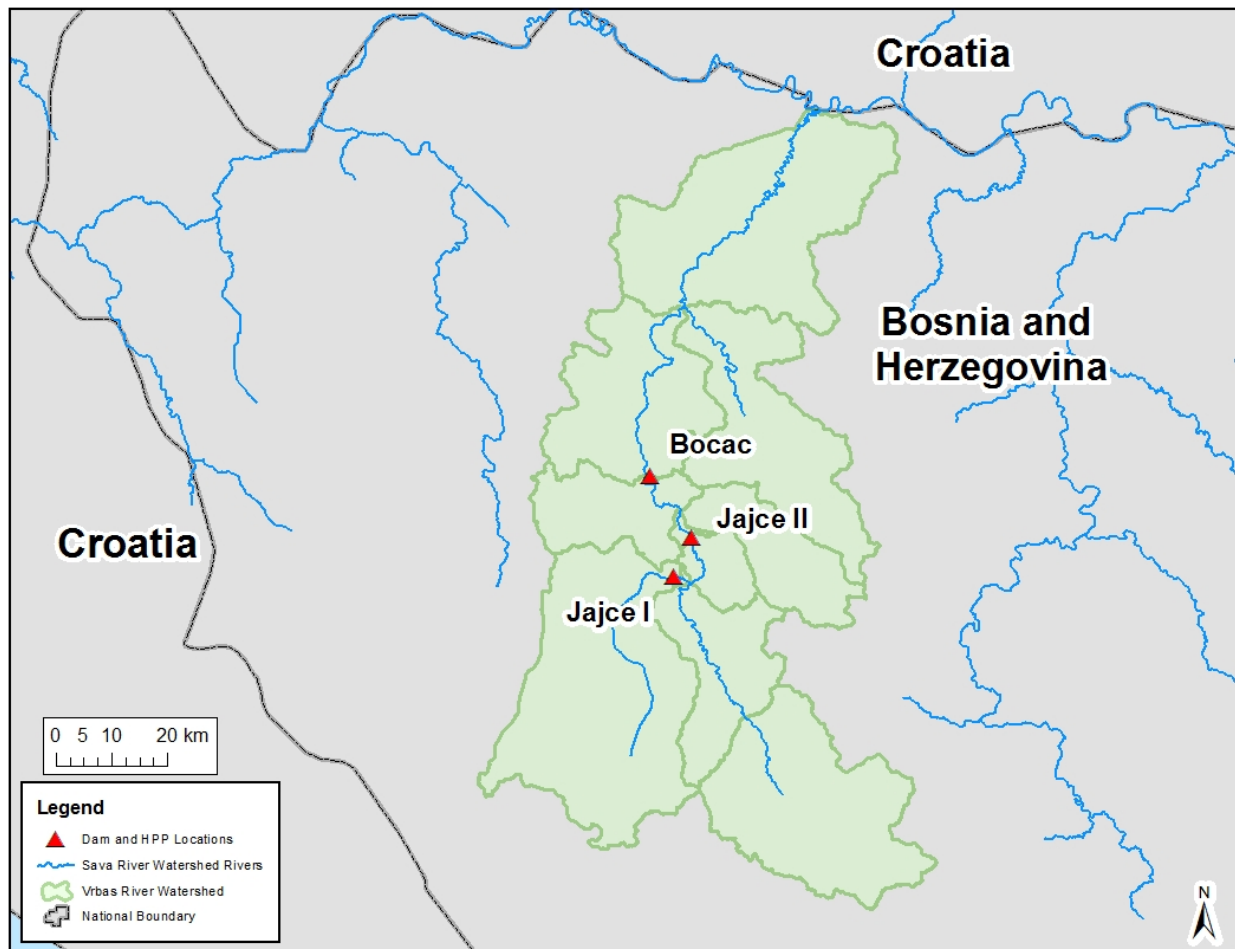 Croatia
Bosnia and
Herzegovina
Bocac
Jajce II
Croatia
Jajce I
0 5 10 20 km
Legend
Dam and HPP Locations
Sava River Watershed Rivers
Vrbas River Watershed
National Boundary
N